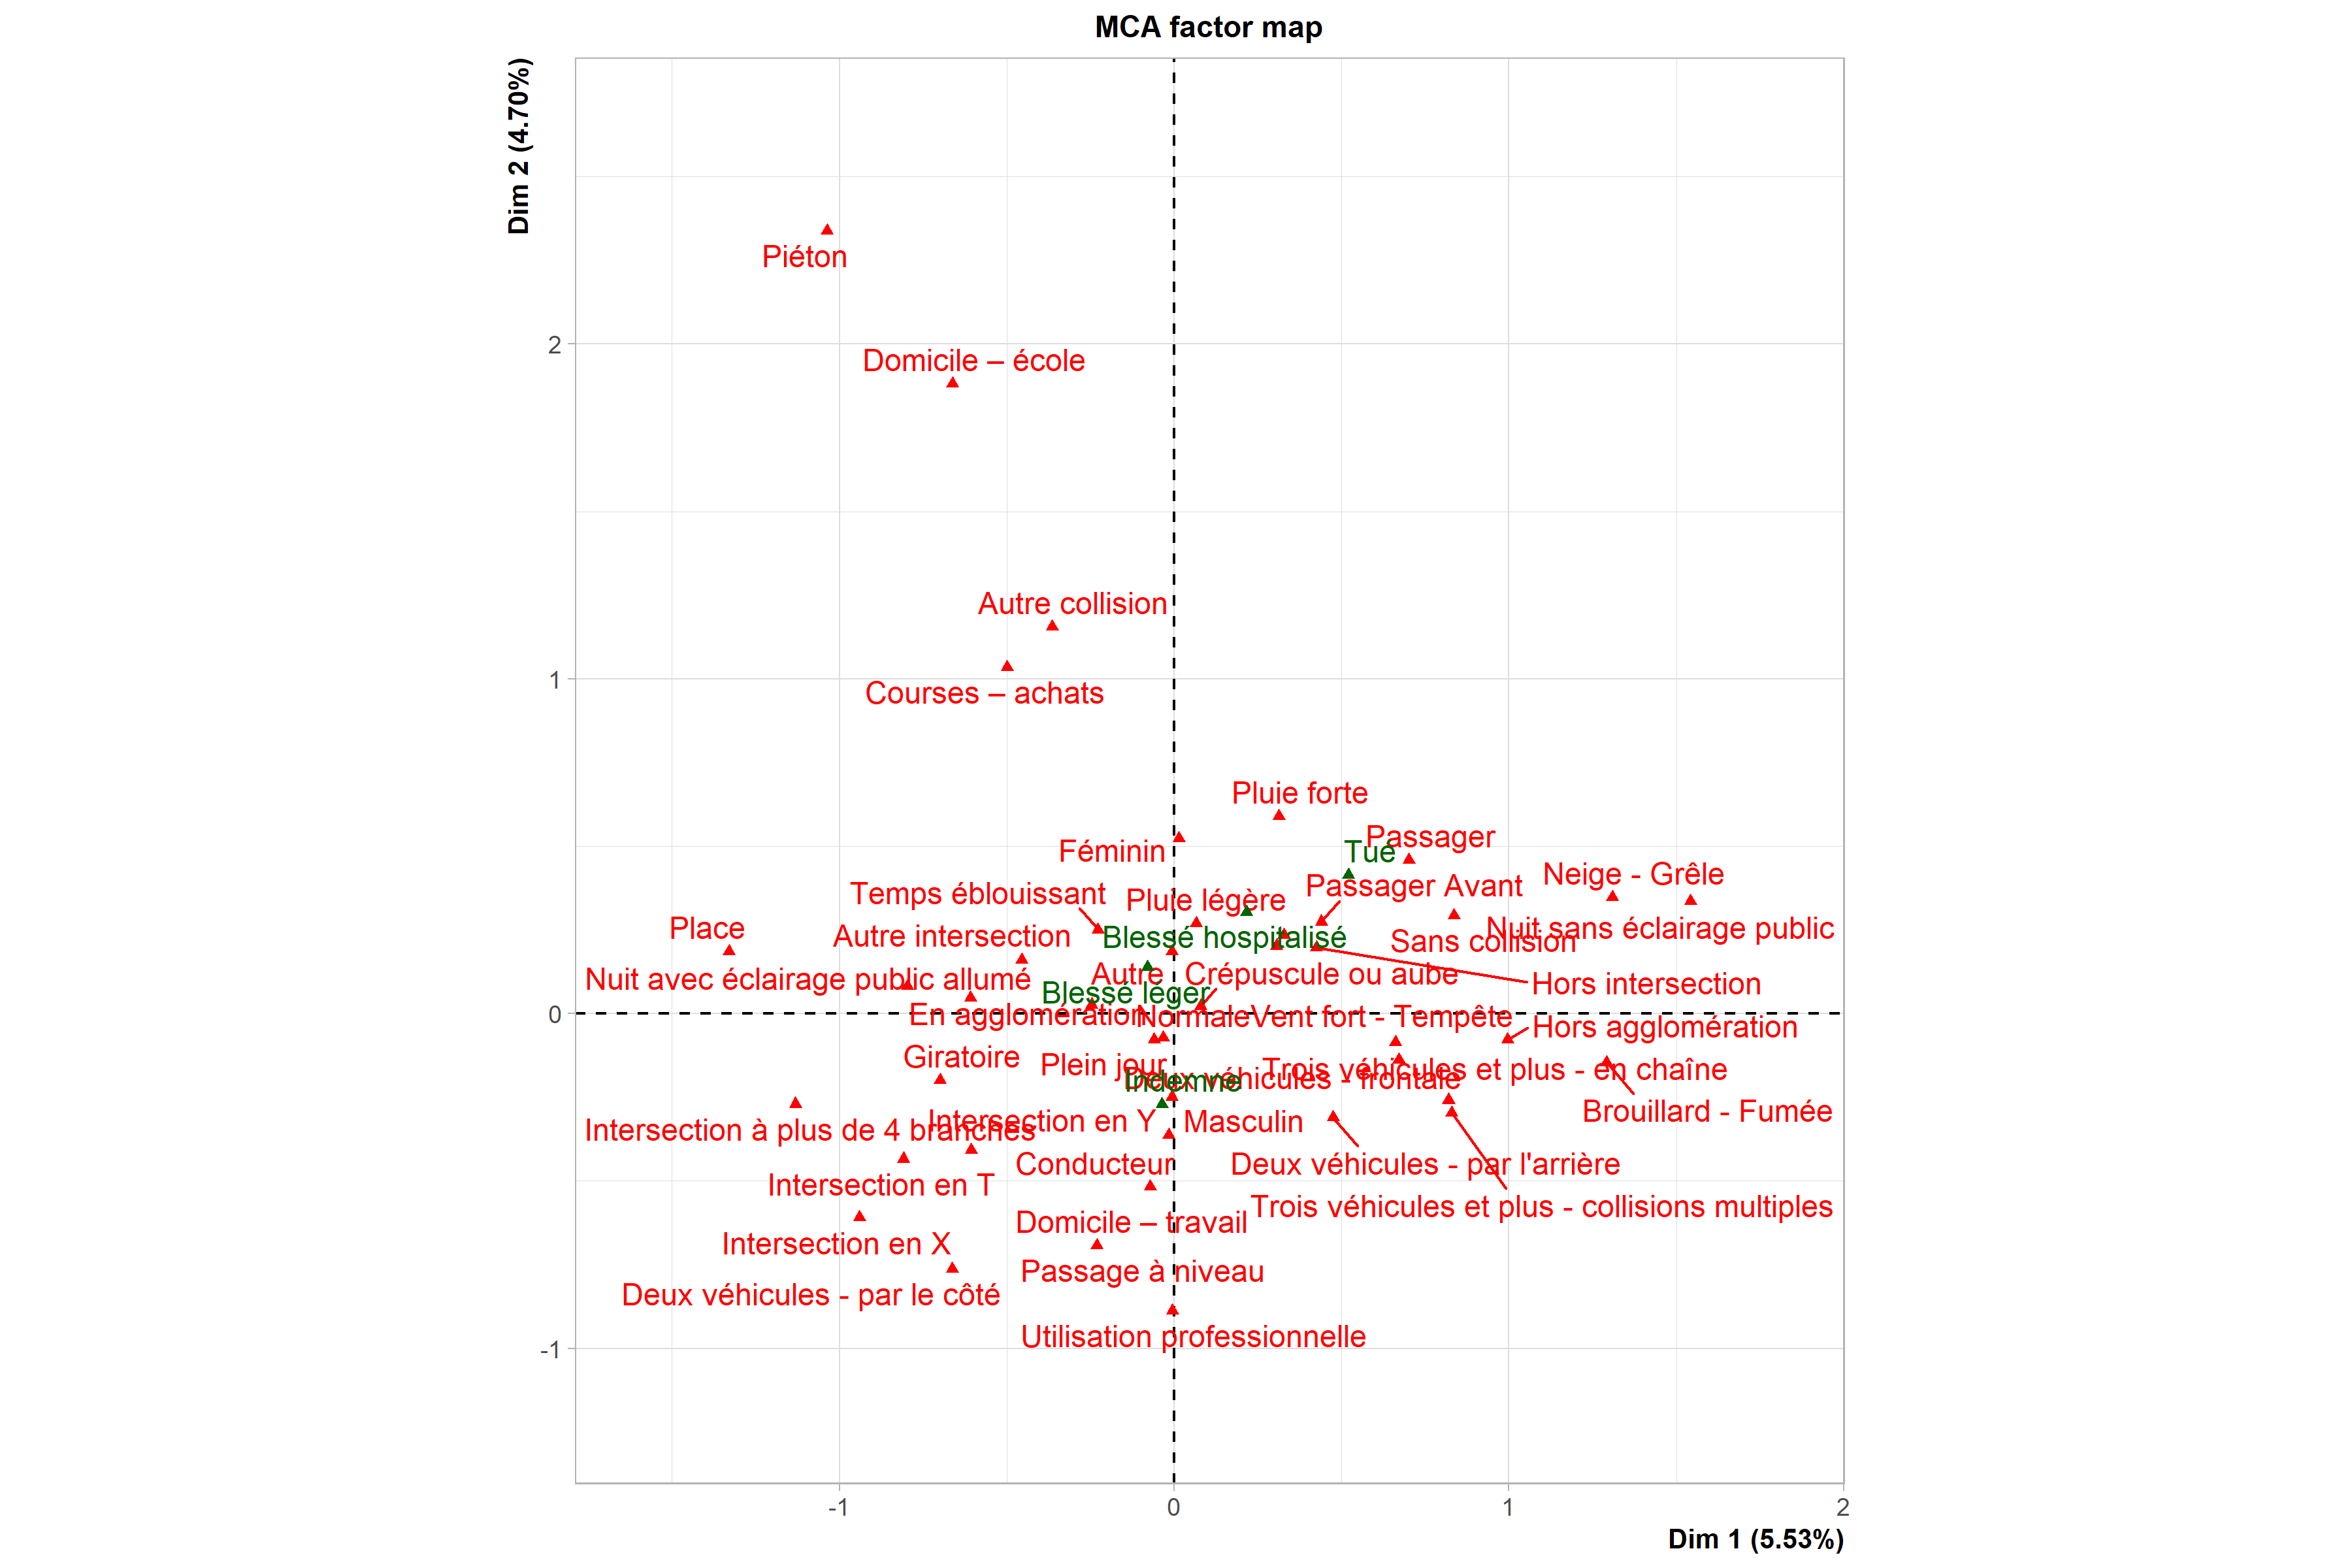 MCA factor map
Dim 2 (4.70%)
Piéton
2
Domicile – école
Autre collision
1
Courses – achats
Pluie forte
Passager
Féminin
Tué
Neige - Grêle
Passager Avant
Temps éblouissant
Pluie légère
Place
Nuit sans éclairage public
Autre intersection
Blessé hospitalisé
Sans collision
Autre
Crépuscule ou aube
Nuit avec éclairage public allumé
Hors intersection
Blessé léger
0
En agglomération
Normale
Vent fort - Tempête
Hors agglomération
Giratoire
Plein jour
Trois véhicules et plus - en chaîne
Indemne
Deux véhicules - frontale
Brouillard - Fumée
Intersection en Y
Masculin
Intersection à plus de 4 branches
Conducteur
Deux véhicules - par l'arrière
Intersection en T
Trois véhicules et plus - collisions multiples
Domicile – travail
Intersection en X
Passage à niveau
Deux véhicules - par le côté
Utilisation professionnelle
-1
-1
0
1
2
Dim 1 (5.53%)